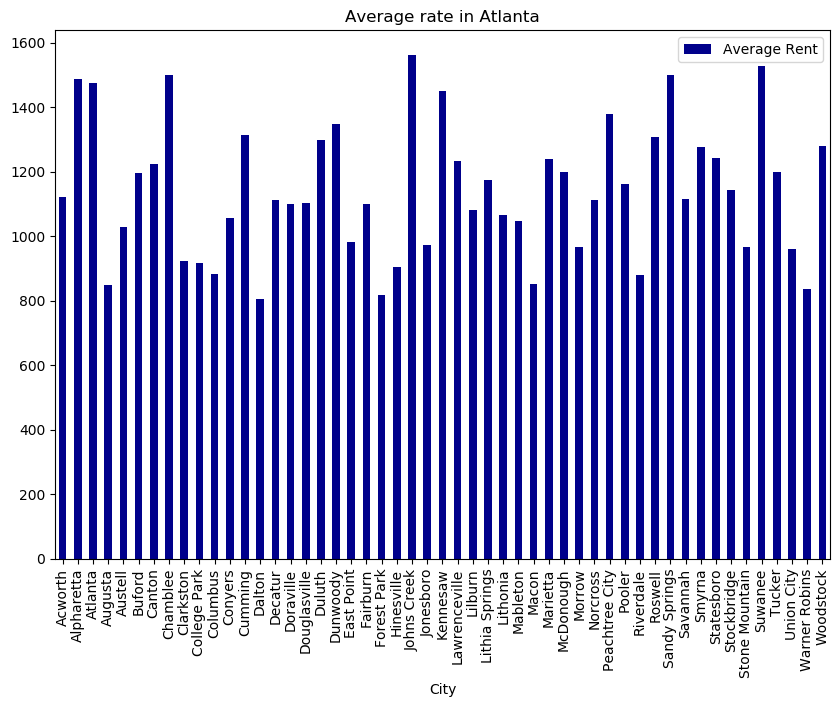 Average rate in Atlanta
Average Rent
1600
1400
1200
1000
800
600
400
200
0
Acworth
Alpharetta
Atlanta
Augusta
Austell
Buford
Canton
Chamblee
Clarkston
College Park
Columbus
Conyers
Cumming
Dalton
Decatur
Doraville
Douglasville
Duluth
Dunwoody
East Point
Fairburn
Forest Park
Hinesville
Johns Creek
Jonesboro
Kennesaw
Lawrenceville
Lilburn
Lithia Springs
Lithonia
Mableton
Macon
Marietta
McDonough
Morrow
Norcross
Peachtree City
Pooler
Riverdale
Roswell
Sandy Springs
Savannah
Smyrna
Statesboro
Stockbridge
Stone Mountain
Suwanee
Tucker
Union City
Warner Robins
Woodstock
City